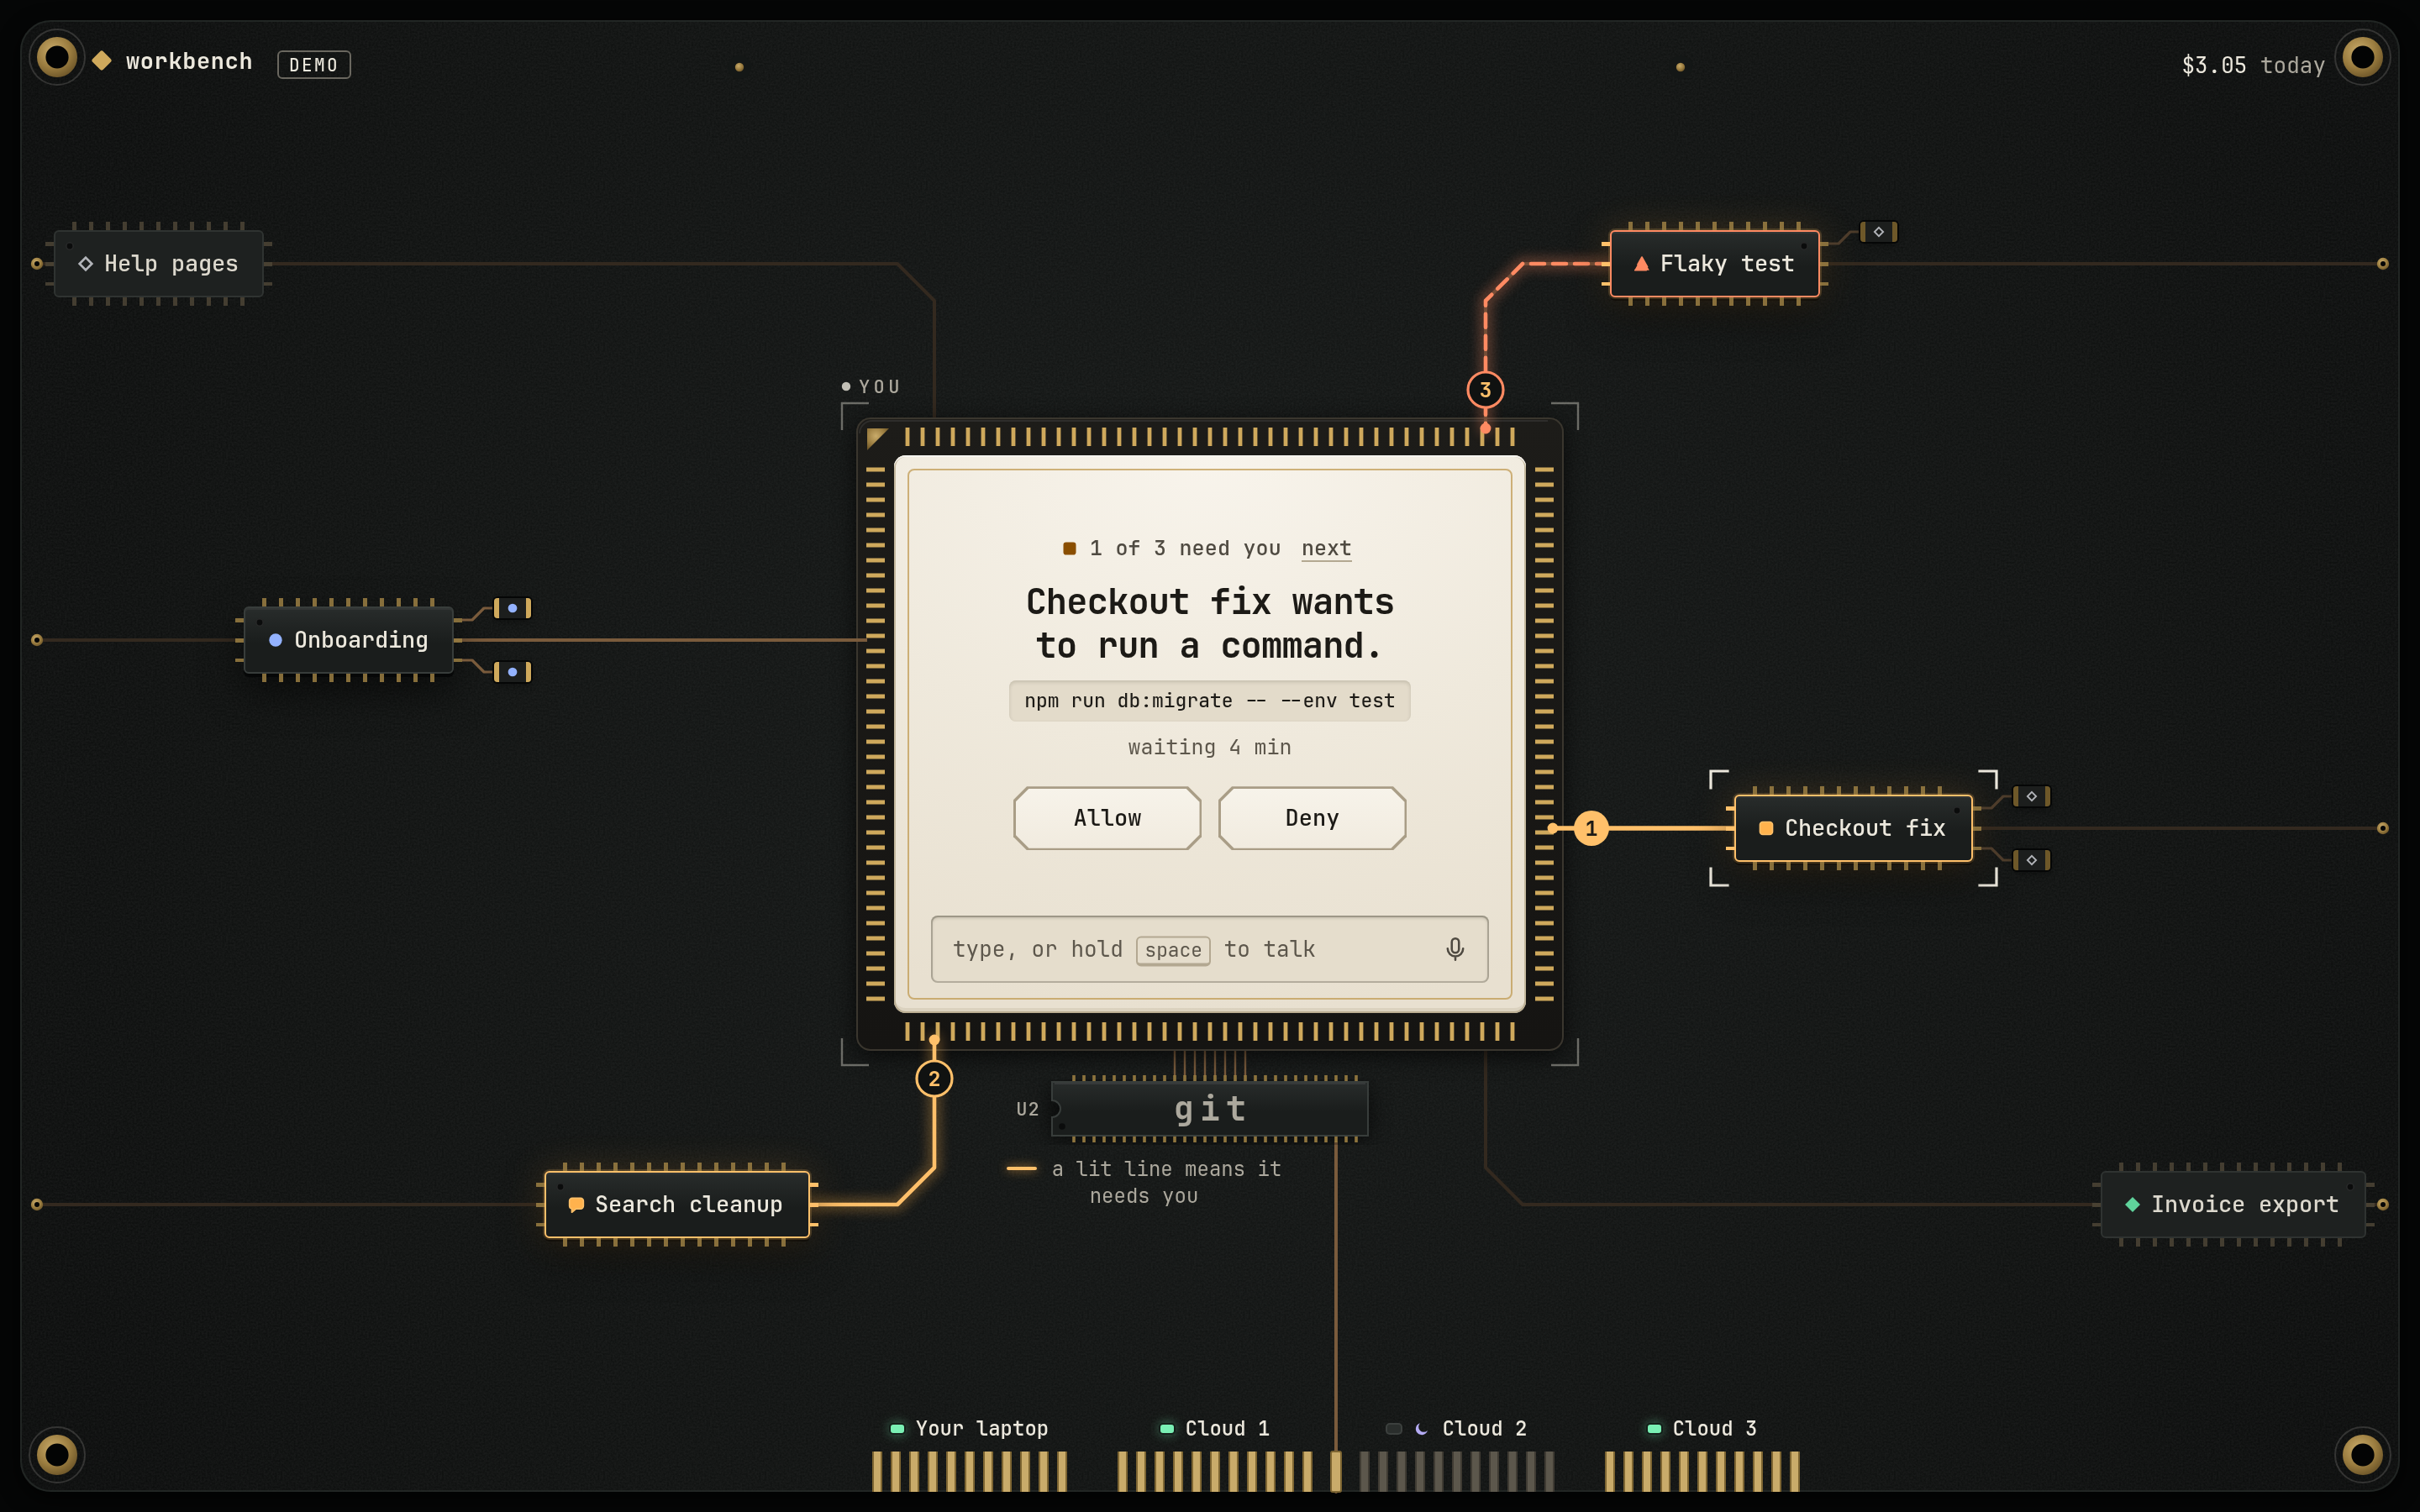 workbench DEMO
$3.05 today
Help pages
Flaky test
YOU
3
1 of 3 need you next
Checkout fix wants
to run a command.
Onboarding
npm run db:migrate -- --env test
waiting 4 min
Allow
Deny
1
Checkout fix
type, or hold space to talk
2
U2
git
a lit line means it
needs you
Search cleanup
Invoice export
Your laptop
Cloud 1
Cloud 2
Cloud 3